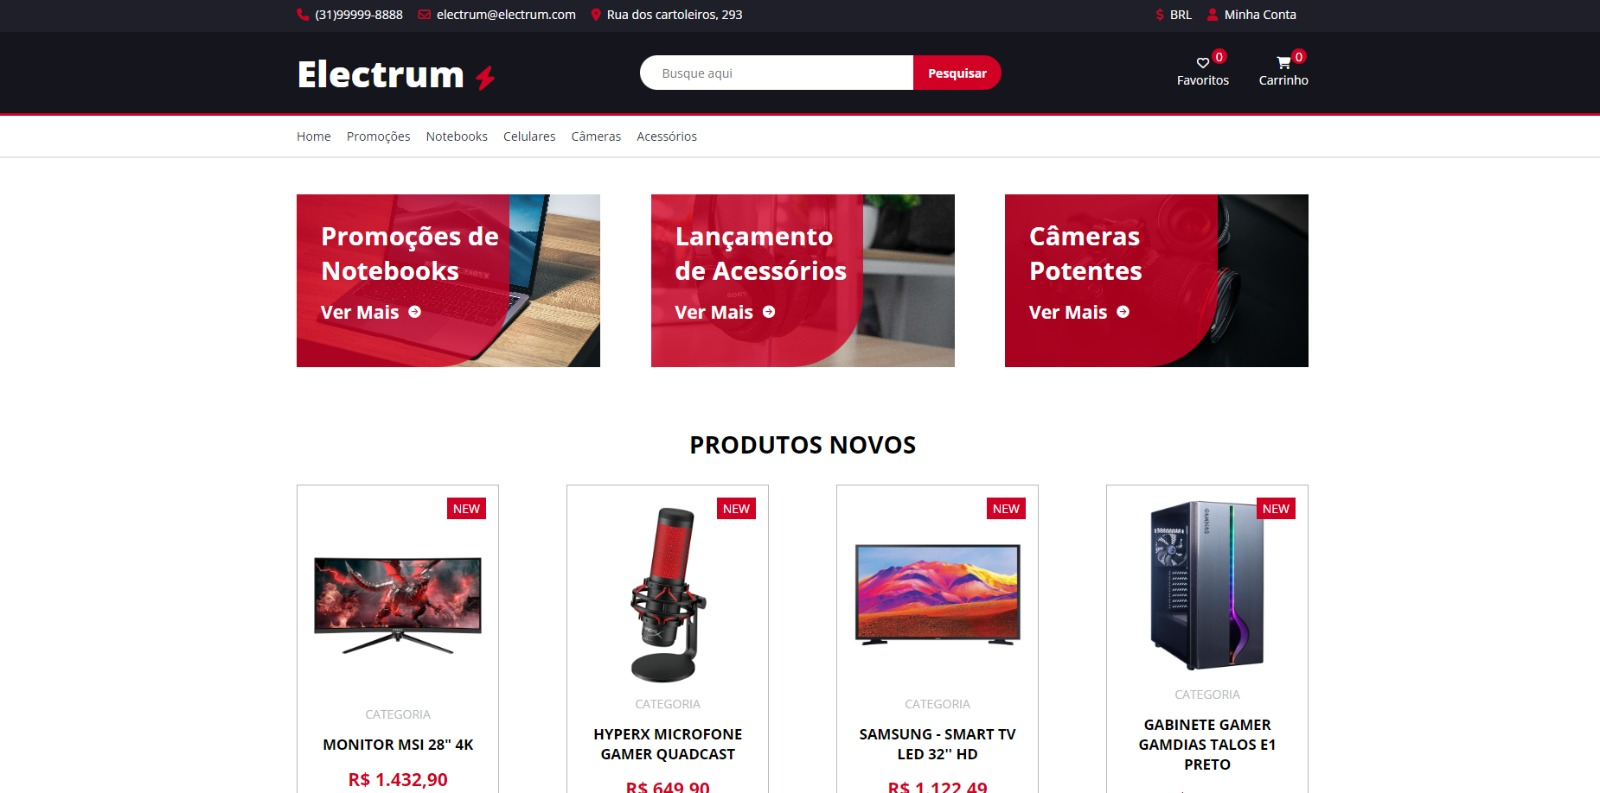 (31)99999-8888 electrum@electrum.com Rua dos cartoleiros, 293 BRL Minha Conta
Electrum Busque aqui Pesquisar 0 Favoritos 0 Carrinho
Home Promoções Notebooks Celulares Câmeras Acessórios
Promoções de
Notebooks
Ver Mais
Lançamento
de Acessórios
Ver Mais
Câmeras
Potentes
Ver Mais
PRODUTOS NOVOS
NEW
CATEGORIA
MONITOR MSI 28" 4K
R$ 1.432,90
NEW
CATEGORIA
HYPERX MICROFONE
GAMER QUADCAST
R$ 649,90
NEW
CATEGORIA
SAMSUNG - SMART TV
LED 32'' HD
R$ 1.122,49
NEW
GAMDIAS
CATEGORIA
GABINETE GAMER
GAMDIAS TALOS E1
PRETO